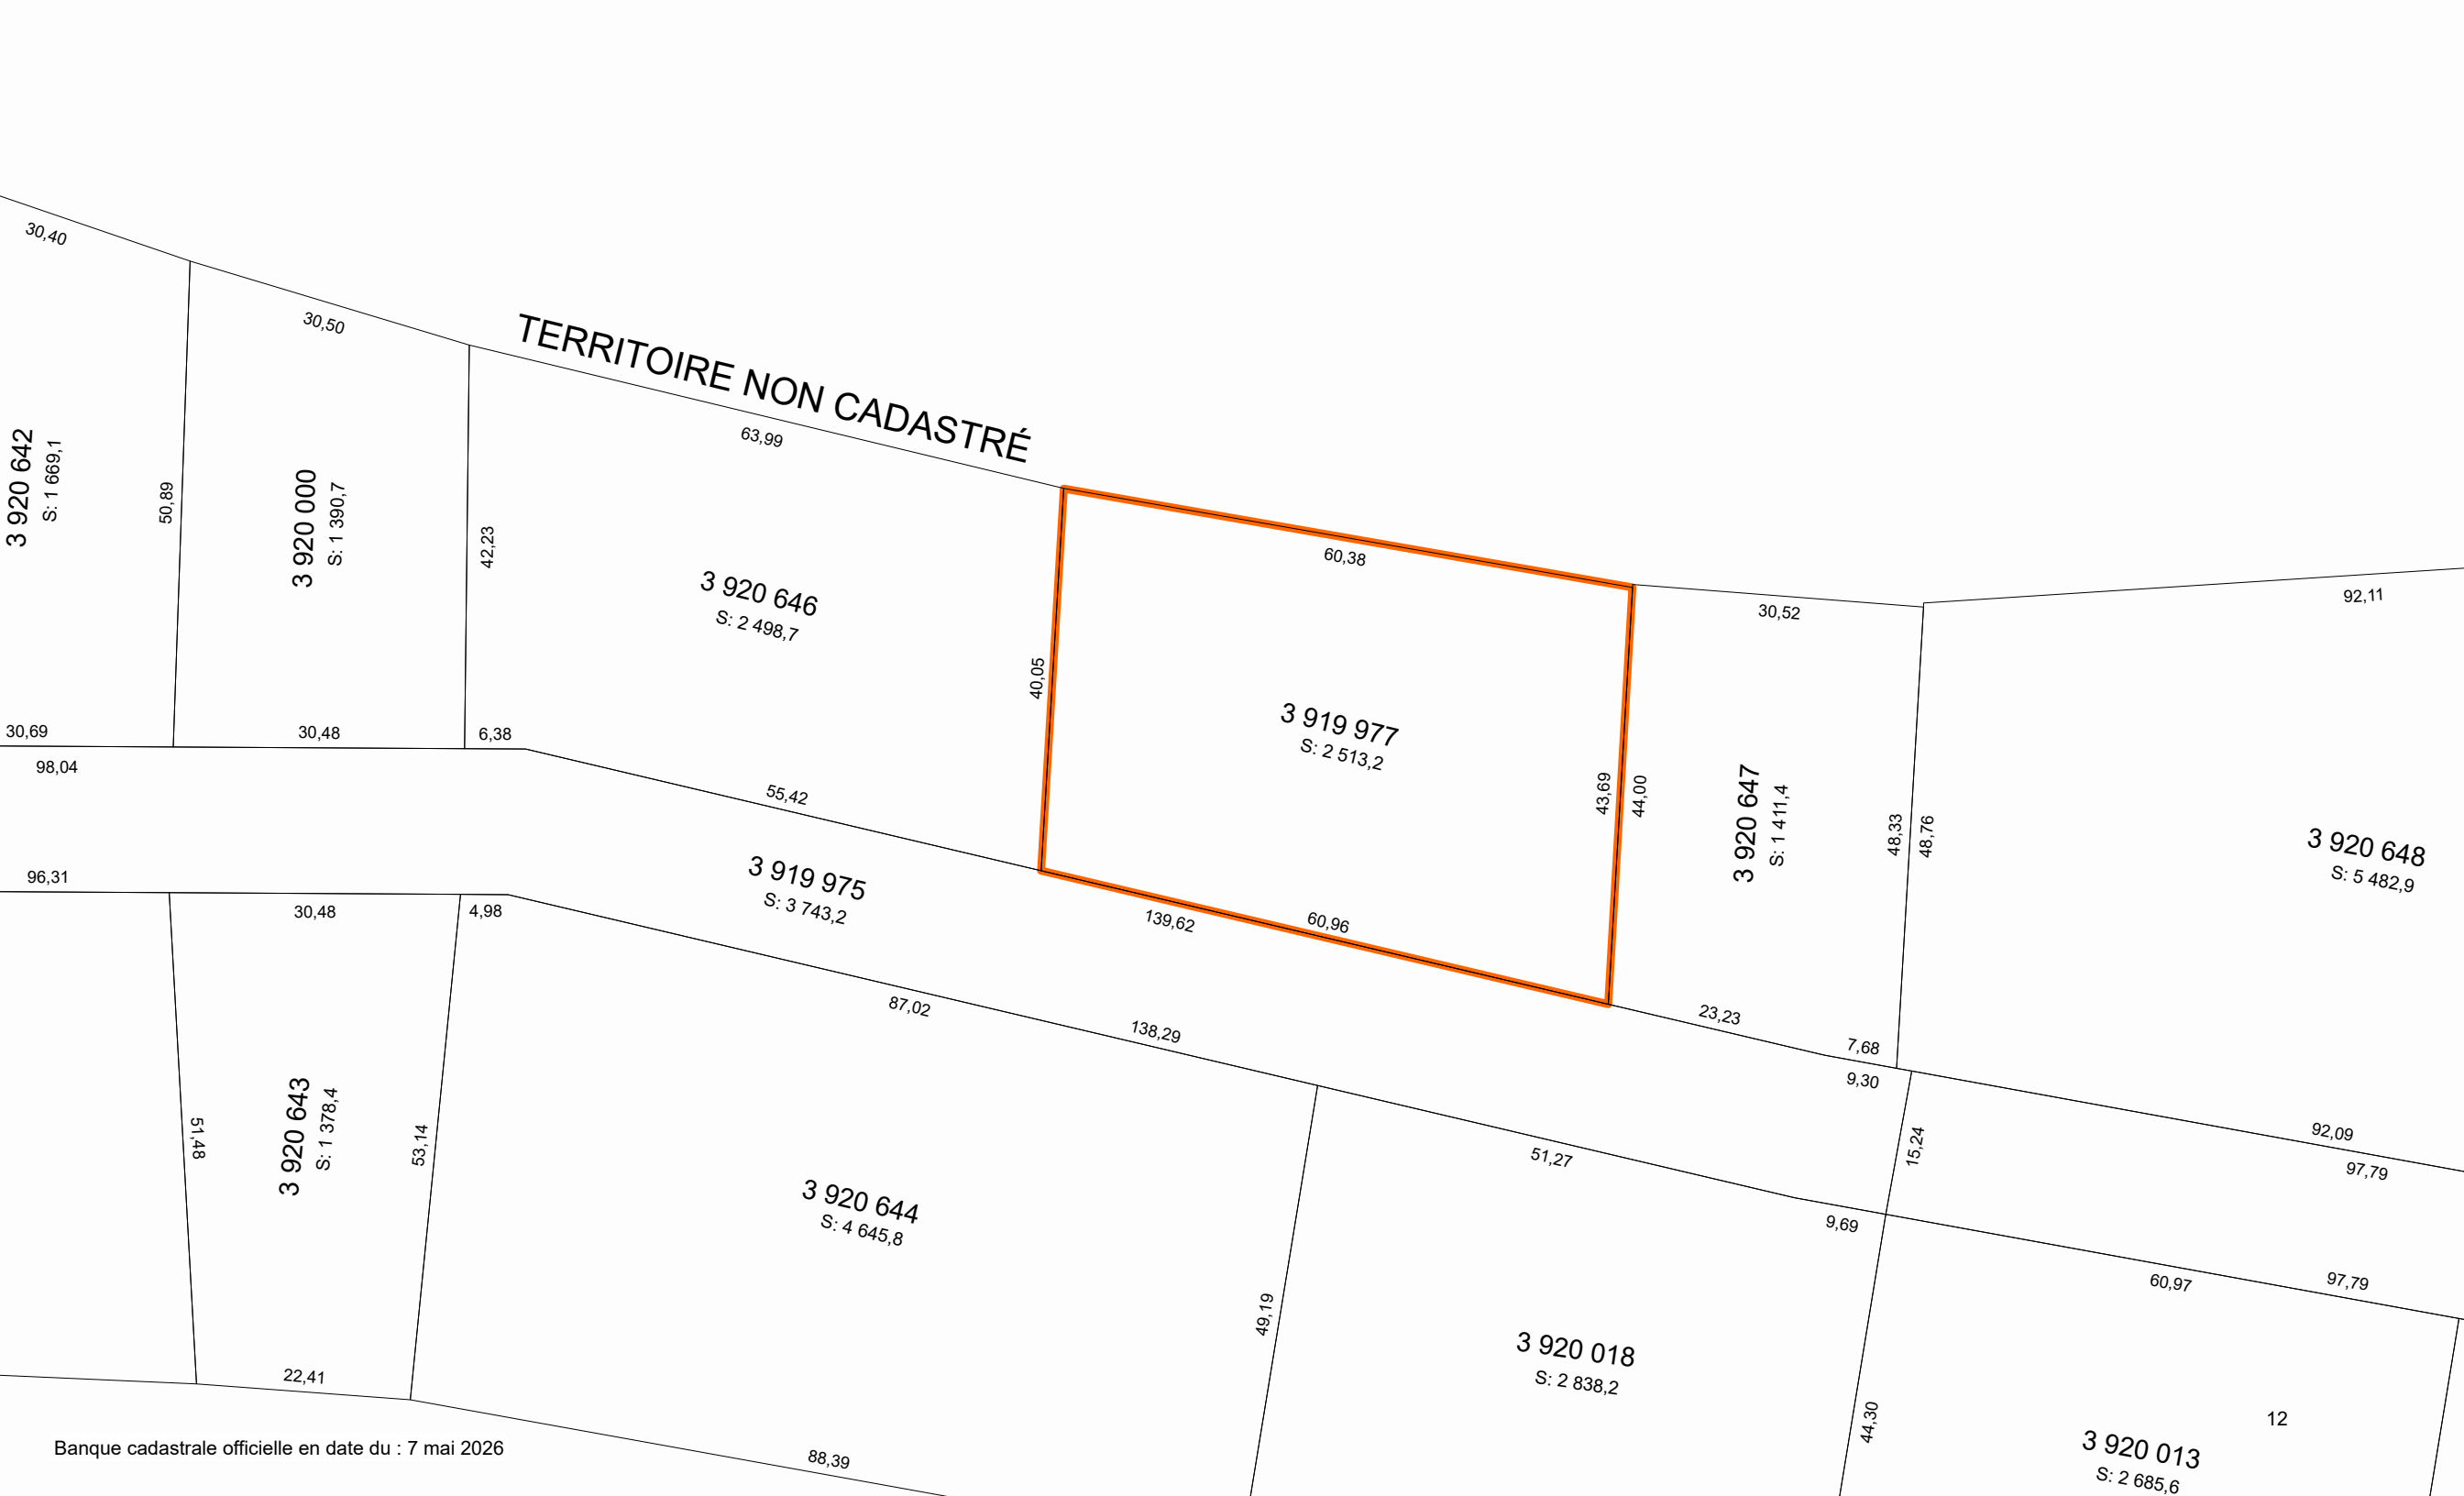 30,40
30,50
TERRITOIRE NON CADASTRÉ
63,99
3 920 642
S: 1 669,1
50,89
3 920 000
S: 1 390,7
42,23
3 920 646
S: 2 498,7
40,05
60,38
3 919 977
S: 2 513,2
43,69
44,00
30,52
3 920 647
S: 1 411,4
48,33
48,76
92,11
3 920 648
S: 5 482,9
30,69
30,48
6,38
98,04
55,42
96,31
30,48
4,98
3 919 975
S: 3 743,2
139,62
60,96
23,23
7,68
9,30
87,02
138,29
15,24
92,09
97,79
51,48
3 920 643
S: 1 378,4
53,14
3 920 644
S: 4 645,8
49,19
51,27
9,69
60,97
97,79
3 920 018
S: 2 838,2
44,30
12
3 920 013
S: 2 685,6
22,41
88,39
Banque cadastrale officielle en date du : 7 mai 2026